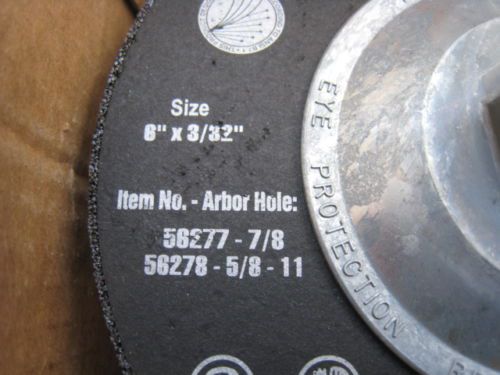 Size
6" x 3/32"
Item No. - Arbor Hole:
56277 - 7/8
56278 - 5/8 - 11
EYE PROTECTION